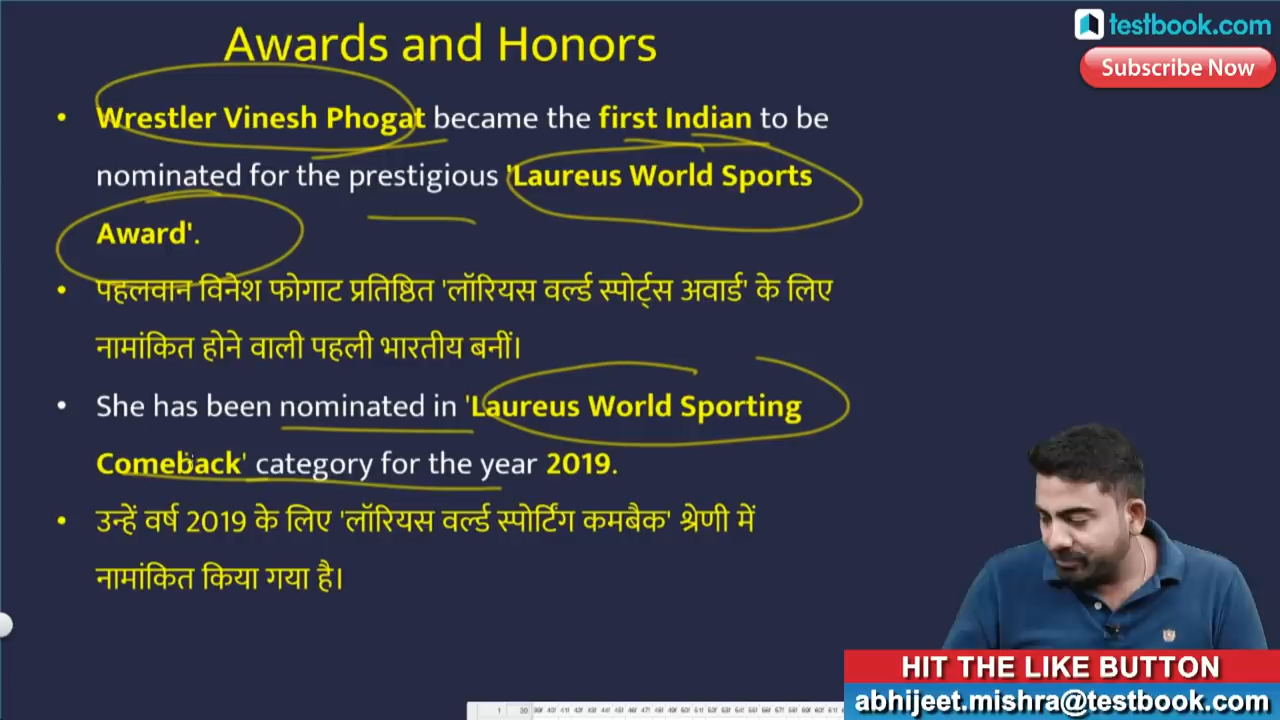 Awards and Honors
testbook.com
Subscribe Now
• Wrestler Vinesh Phogat became the first Indian to be
nominated for the prestigious 'Laureus World Sports
Award'.
• पहलवान विनेश फोगाट प्रतिष्ठित 'लॉरियस वर्ल्ड स्पोर्ट्स अवार्ड' के लिए
नामांकित होने वाली पहली भारतीय बनीं।
• She has been nominated in 'Laureus World Sporting
Comeback' category for the year 2019.
• उन्हें वर्ष 2019 के लिए 'लॉरियस वर्ल्ड स्पोर्टिंग कमबैक' श्रेणी में
नामांकित किया गया है।
HIT THE LIKE BUTTON
abhijeet.mishra@testbook.com